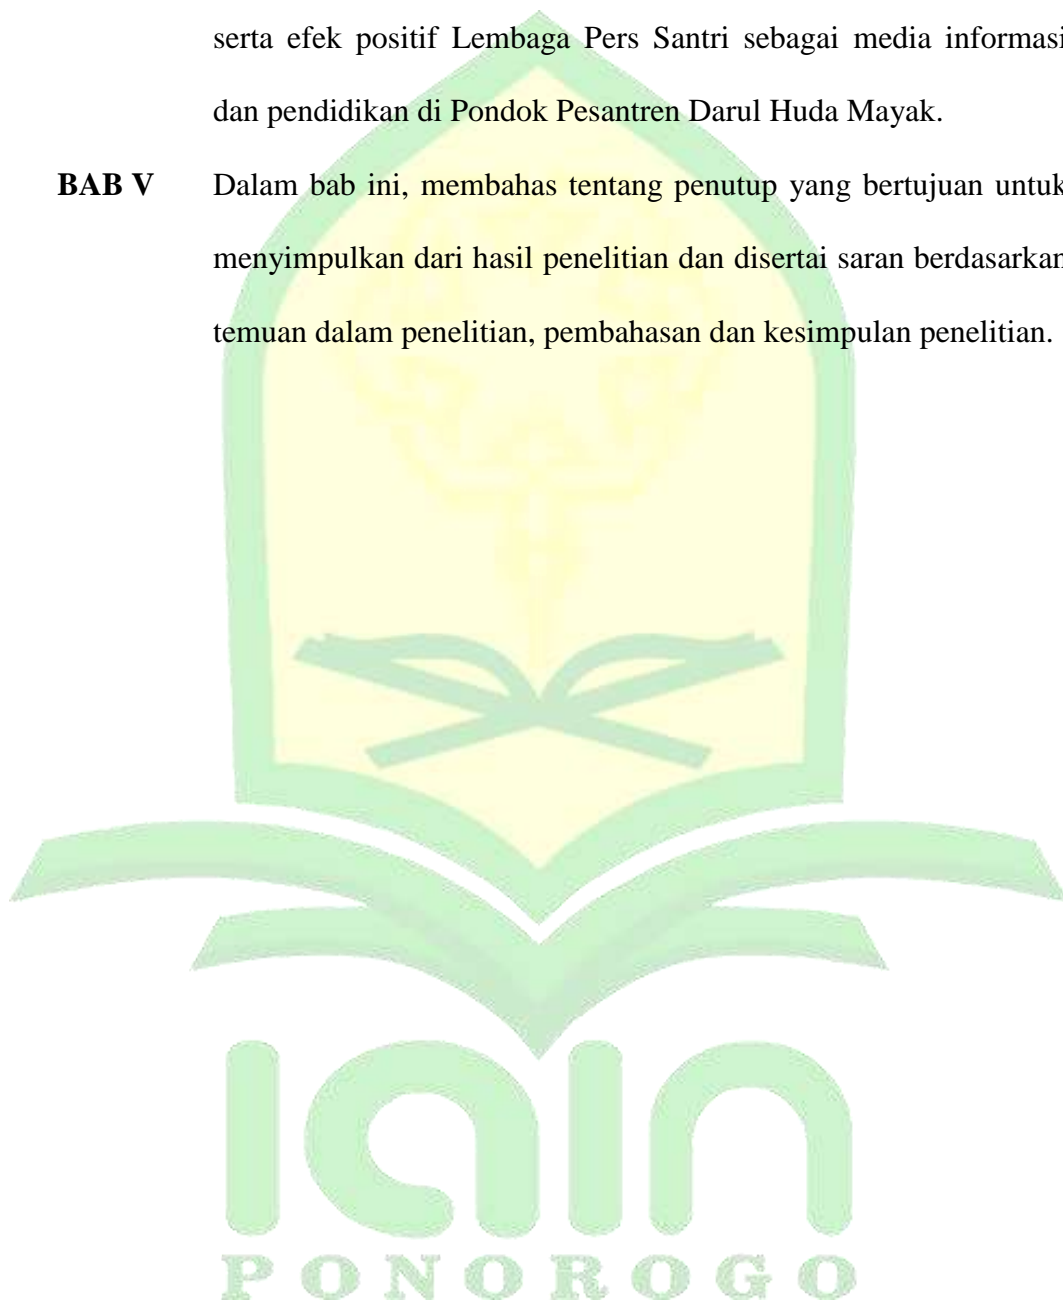 serta efek positif Lembaga Pers Santri sebagai media informasi
dan pendidikan di Pondok Pesantren Darul Huda Mayak.
BAB V Dalam bab ini, membahas tentang penutup yang bertujuan untuk
menyimpulkan dari hasil penelitian dan disertai saran berdasarkan
temuan dalam penelitian, pembahasan dan kesimpulan penelitian.
iain
PONOROGO